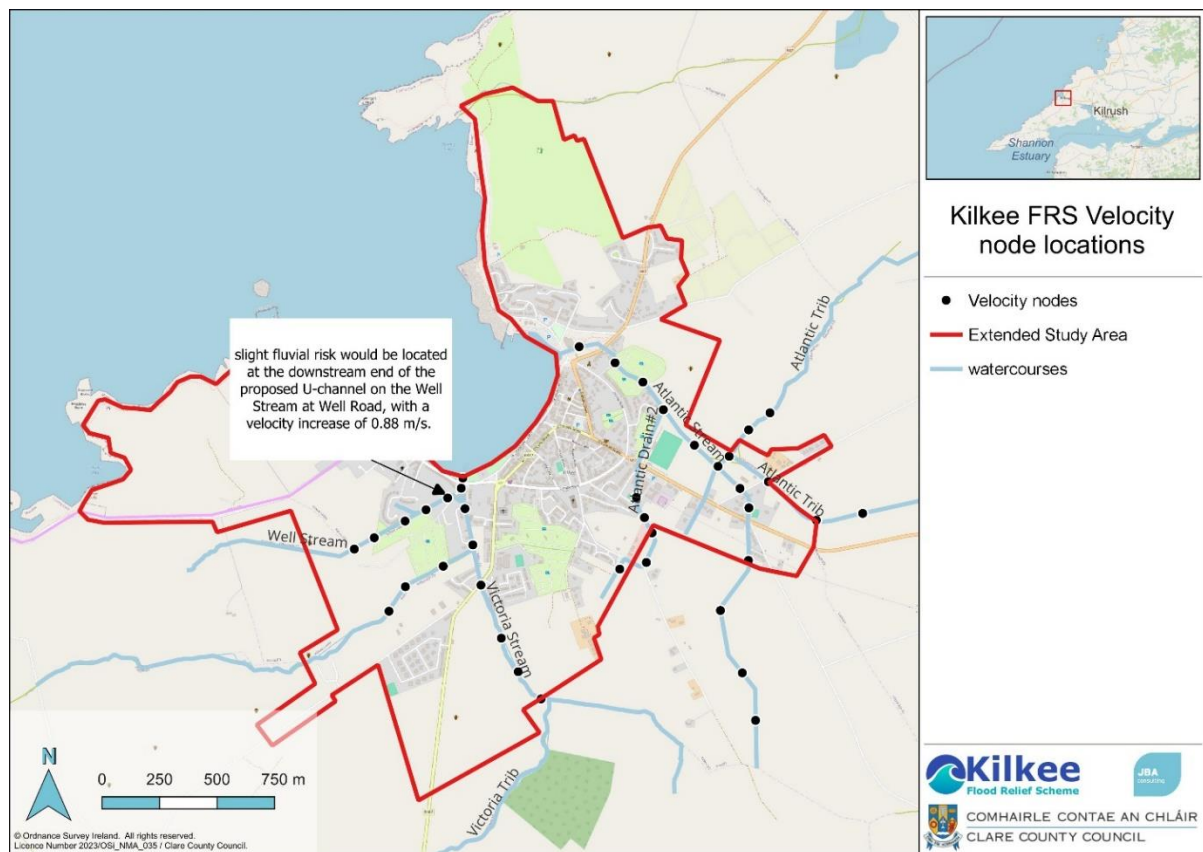 slight fluvial risk would be located
at the downstream end of the
proposed U-channel on the Well
Stream at Well Road, with a
velocity increase of 0.88 m/s.
Atlantic Trib
Atlantic Stream
Atlantic Drain#2
Atlantic Trib
Well Stream
Victoria Stream
Victoria Trib
N
0 250 500 750 m
© Ordnance Survey Ireland. All rights reserved.
Licence Number 2023/OSi_NMA_035 / Clare County Council.
Kilrush
Shannon
Estuary
Kilkee FRS Velocity
node locations
Velocity nodes
Extended Study Area
watercourses
Kilkee
Flood Relief Scheme
JBA
consulting
COMHAIRLE CONTAE AN CHLÁIR
CLARE COUNTY COUNCIL